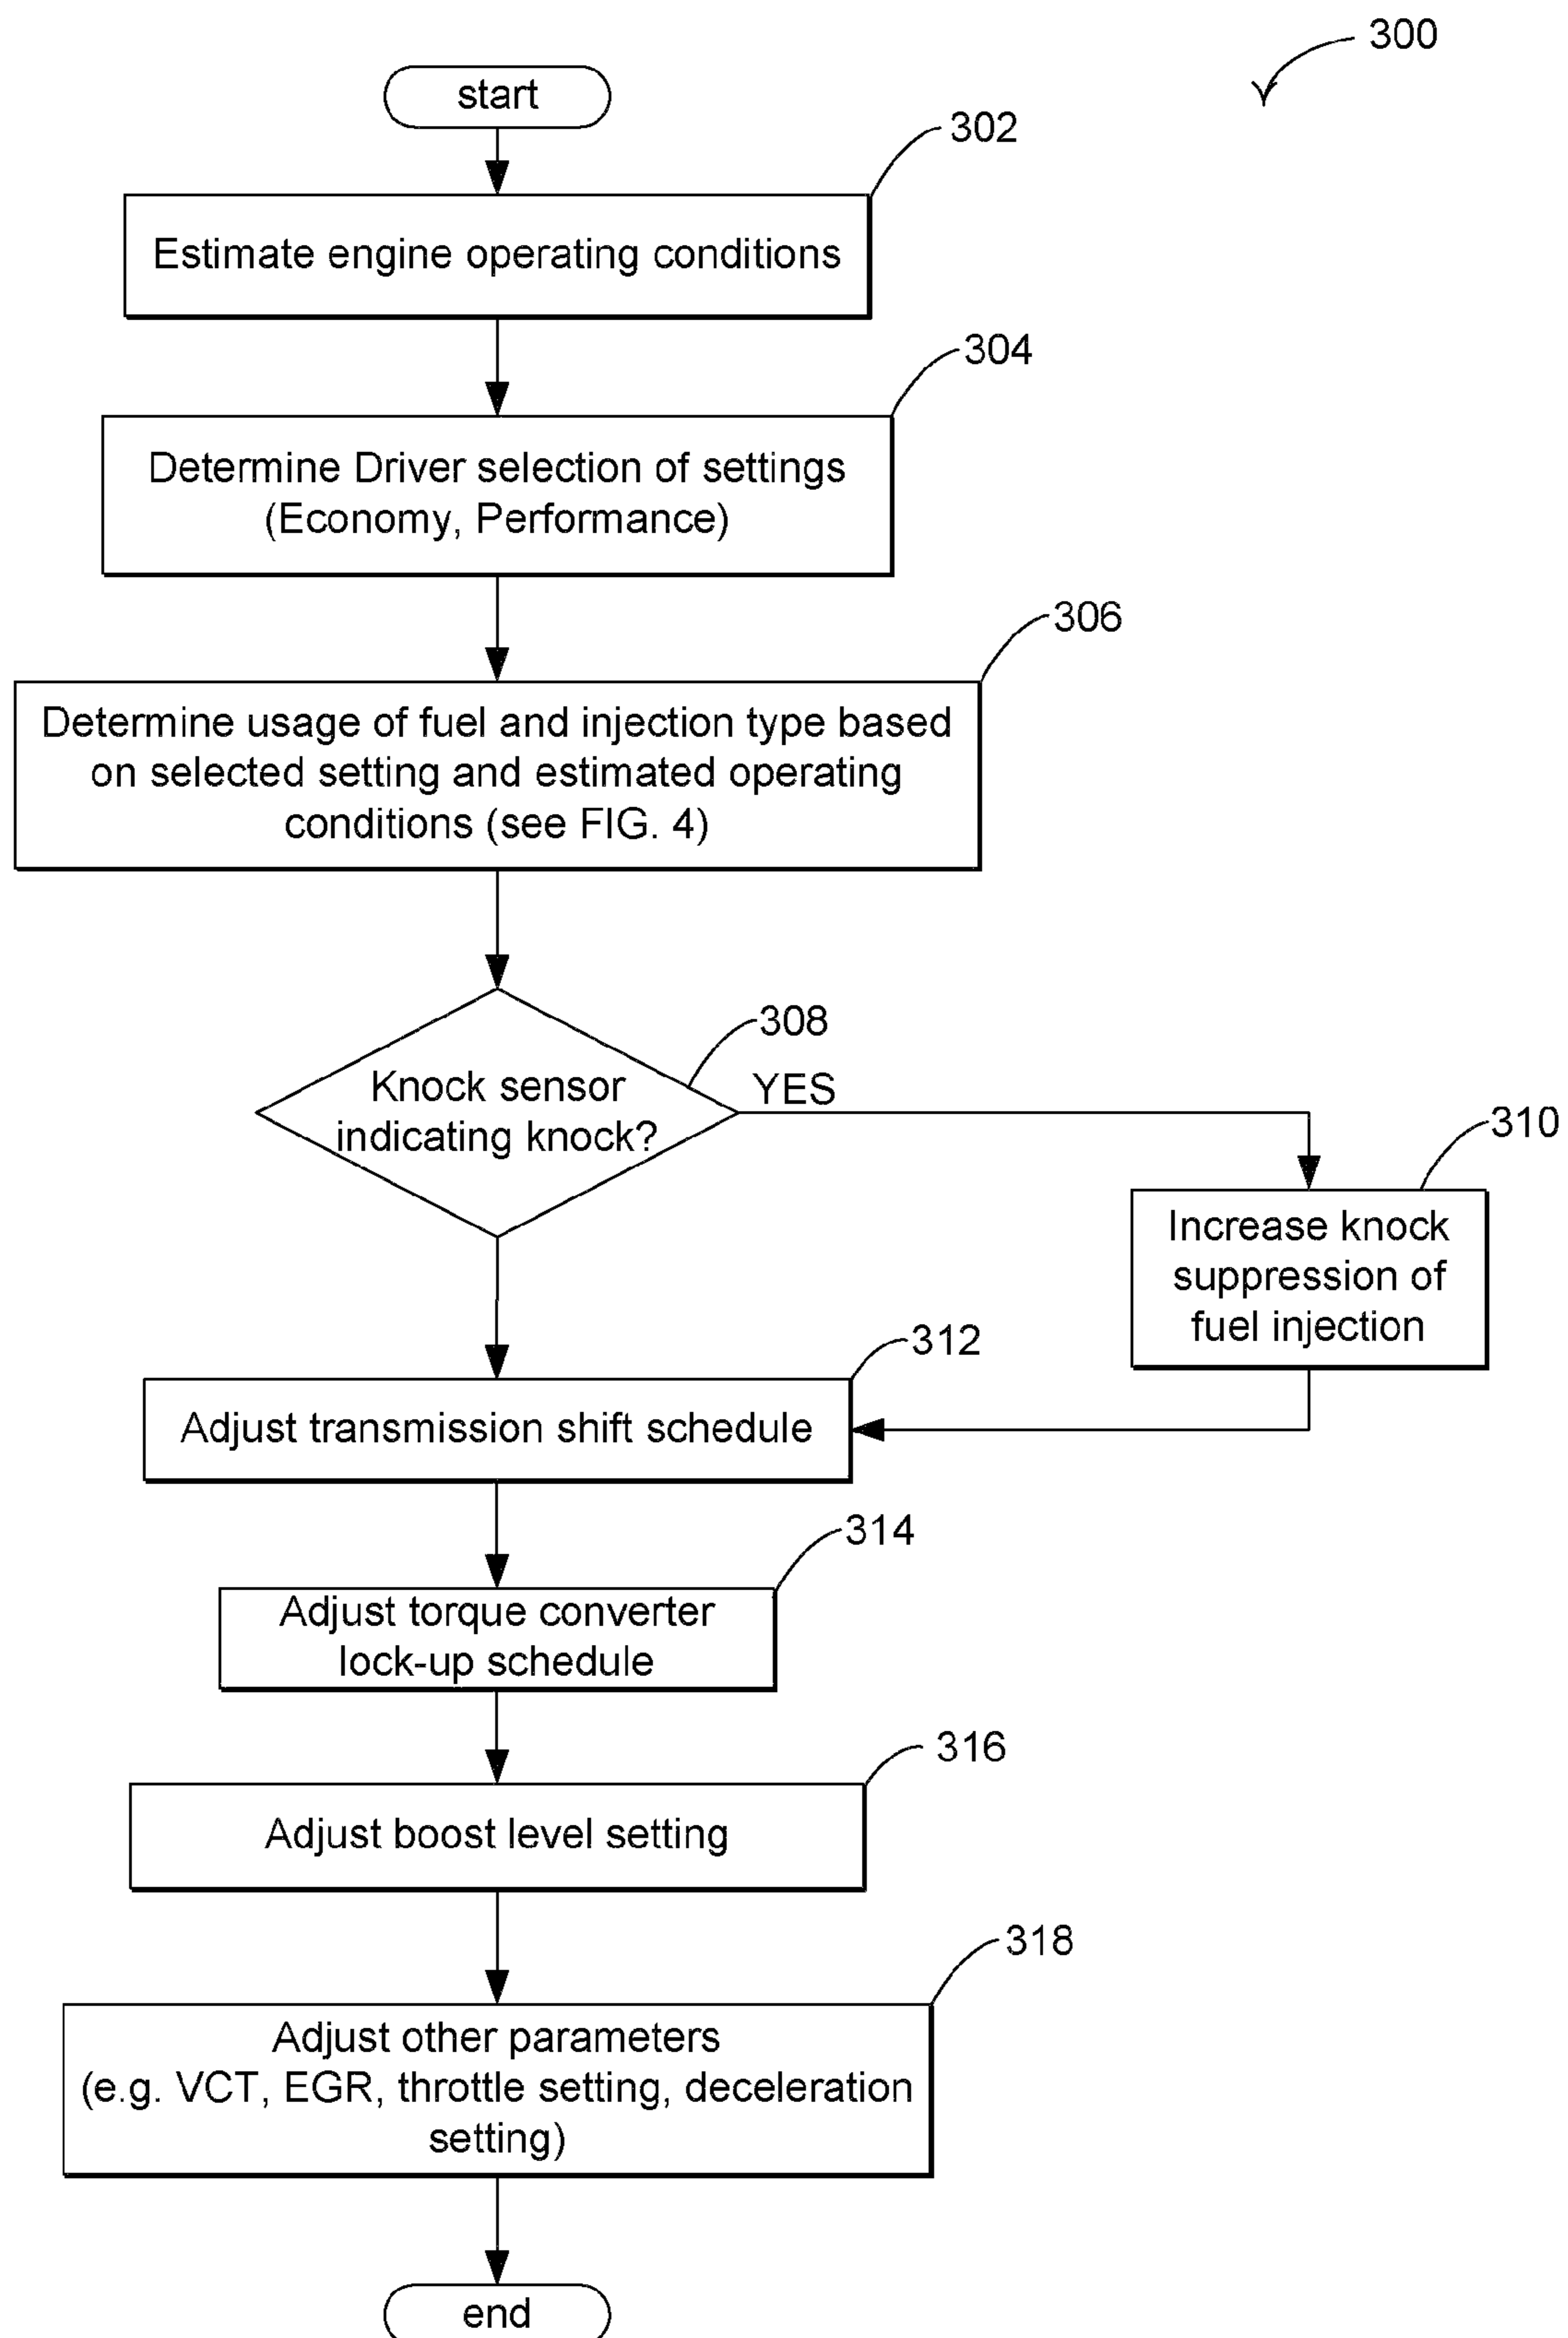 300
start
302
Estimate engine operating conditions
304
Determine Driver selection of settings
(Economy, Performance)
306
Determine usage of fuel and injection type based
on selected setting and estimated operating
conditions (see FIG. 4)
308
Knock sensor
indicating knock?
YES
310
Increase knock
suppression of
fuel injection
312
Adjust transmission shift schedule
314
Adjust torque converter
lock-up schedule
316
Adjust boost level setting
318
Adjust other parameters
(e.g. VCT, EGR, throttle setting, deceleration
setting)
end